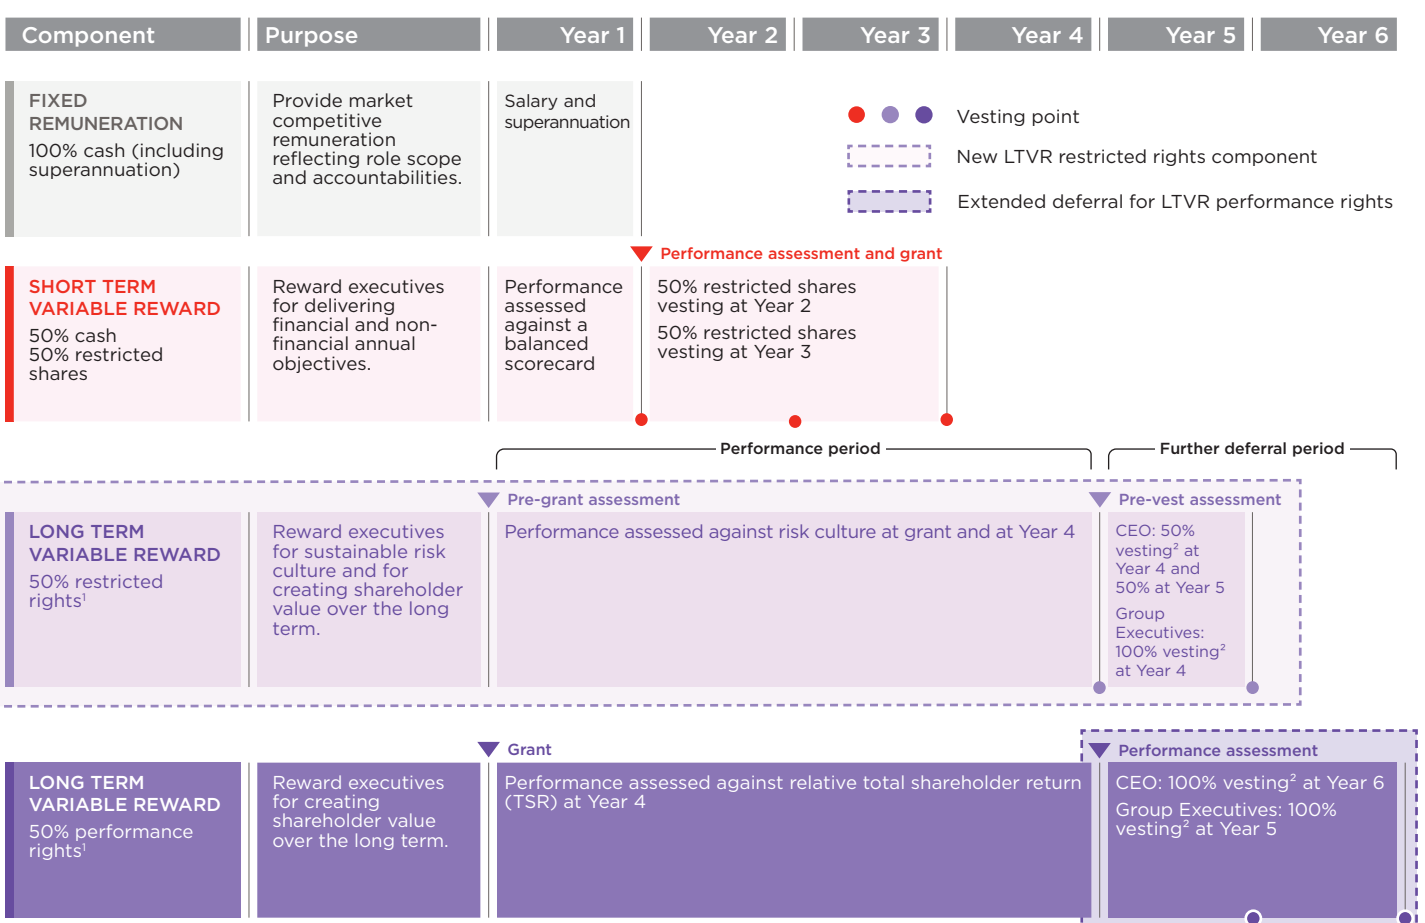 Component
Purpose
Year 1
Year 2
Year 3
Year 4
Year 5
Year 6
FIXED
REMUNERATION
100% cash (including
superannuation)
Provide market
competitive
remuneration
reflecting role scope
and accountabilities.
Salary and
superannuation
Vesting point
New LTVR restricted rights component
Extended deferral for LTVR performance rights
Performance assessment and grant
SHORT TERM
VARIABLE REWARD
50% cash
50% restricted
shares
Reward executives
for delivering
financial and non-
financial annual
objectives.
Performance
assessed
against a
balanced
scorecard
50% restricted shares
vesting at Year 2
50% restricted shares
vesting at Year 3
Performance period
Further deferral period
Pre-grant assessment
Pre-vest assessment
LONG TERM
VARIABLE REWARD
50% restricted
rights¹
Reward executives
for sustainable risk
culture and for
creating shareholder
value over the long
term.
Performance assessed against risk culture at grant and at Year 4
CEO: 50%
vesting² at
Year 4 and
50% at Year 5
Group
Executives:
100% vesting²
at Year 4
Grant
Performance assessment
LONG TERM
VARIABLE REWARD
50% performance
rights¹
Reward executives
for creating
shareholder value
over the long term.
Performance assessed against relative total shareholder return
(TSR) at Year 4
CEO: 100% vesting² at Year 6
Group Executives: 100%
vesting² at Year 5